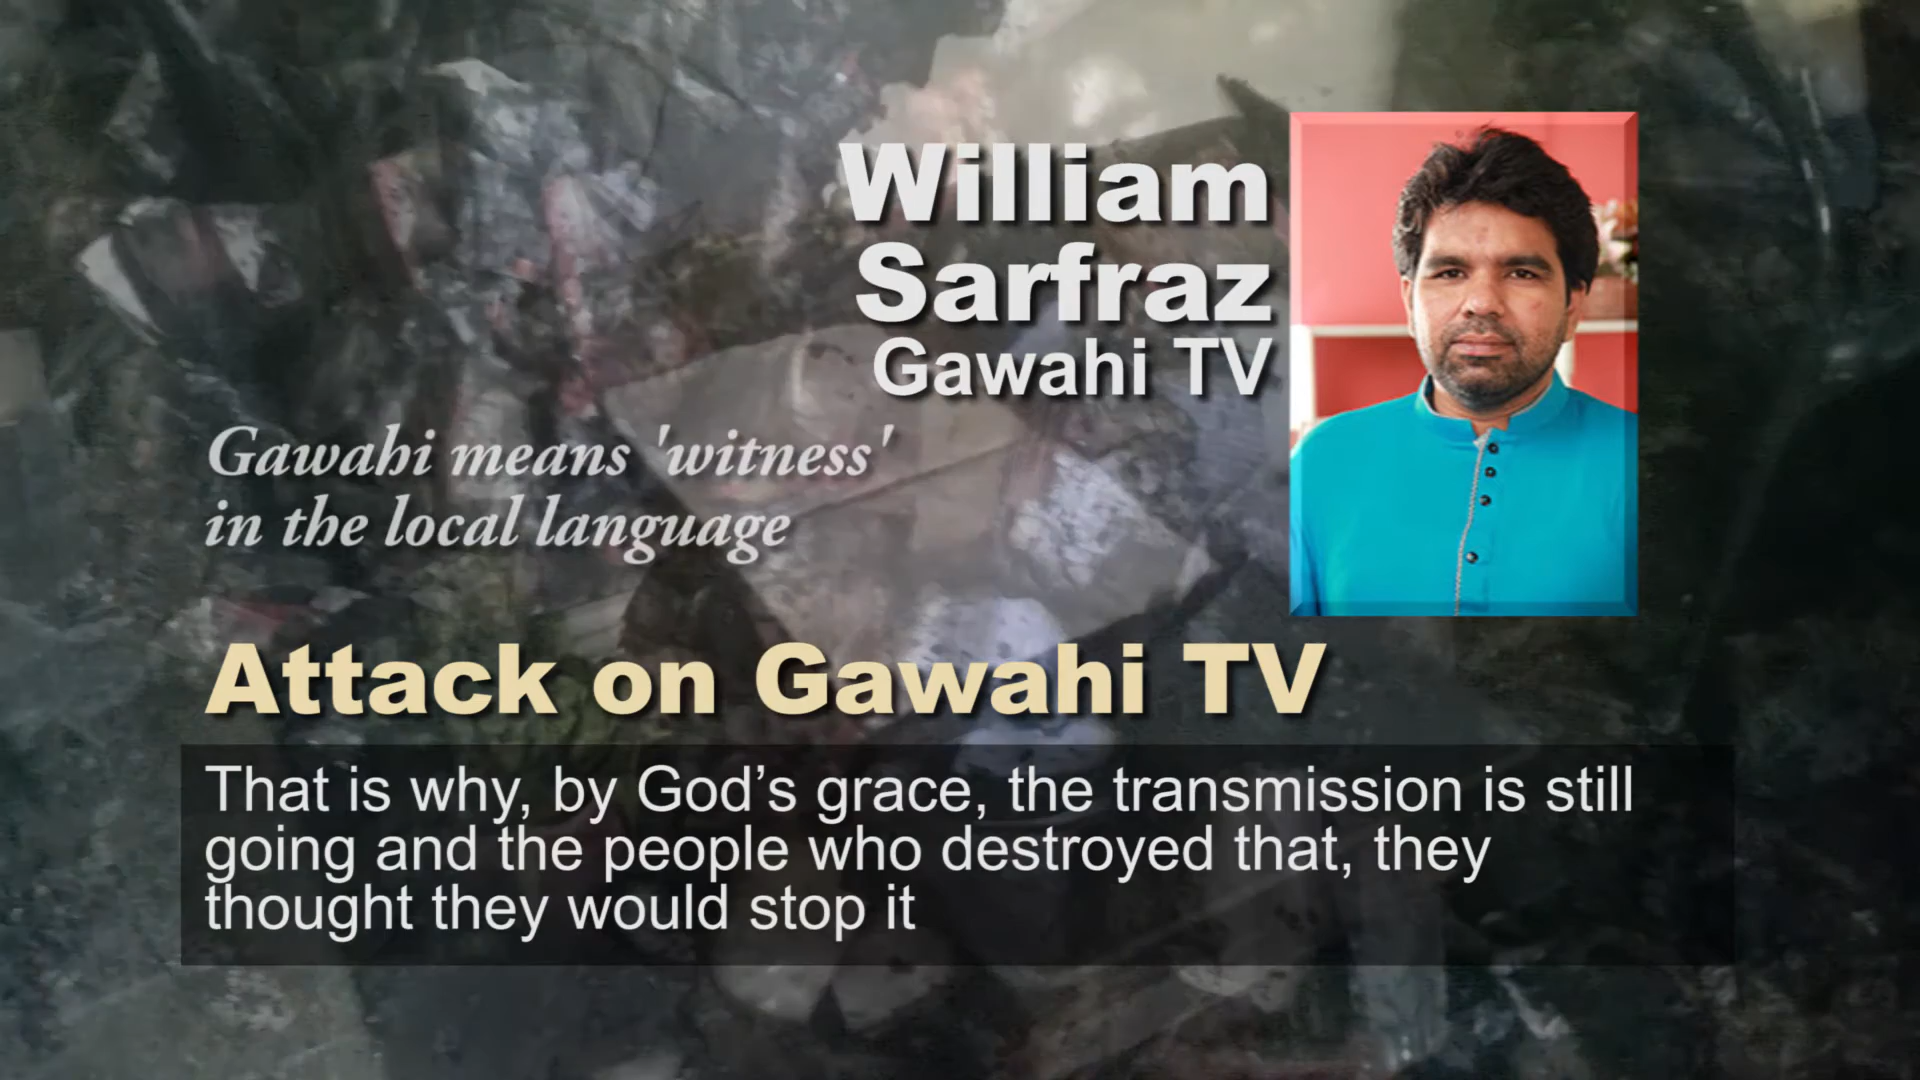 William
Sarfraz
Gawahi TV
Gawahi means 'witness'
in the local language
Attack on Gawahi TV
That is why, by God’s grace, the transmission is still
going and the people who destroyed that, they
thought they would stop it